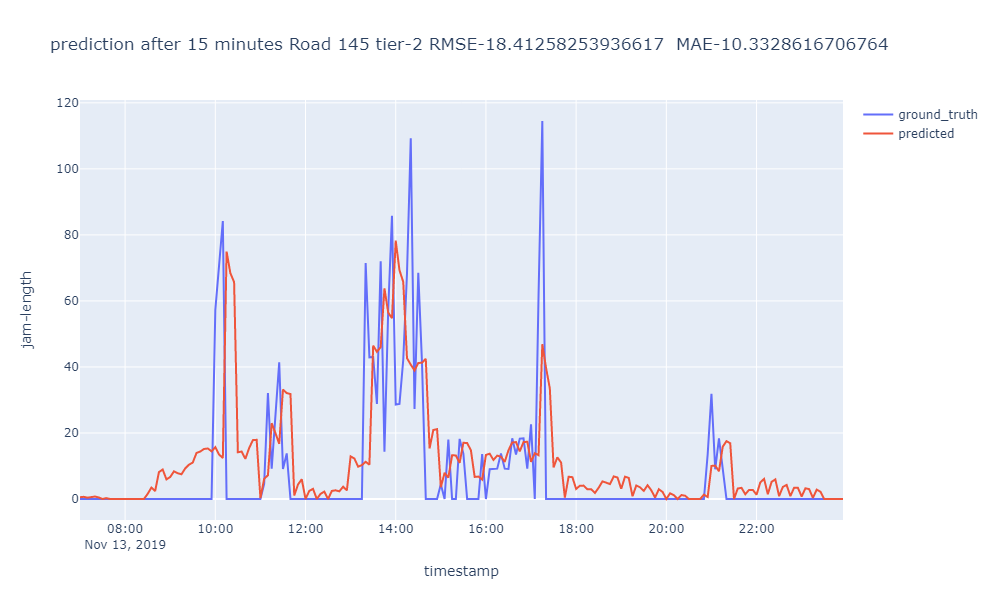 prediction after 15 minutes Road 145 tier-2 RMSE-18.41258253936617  MAE-10.3328616706764
ground_truth
predicted
120
100
80
60
40
20
0
jam-length
08:00 10:00 12:00 14:00 16:00 18:00 20:00 22:00
Nov 13, 2019
timestamp